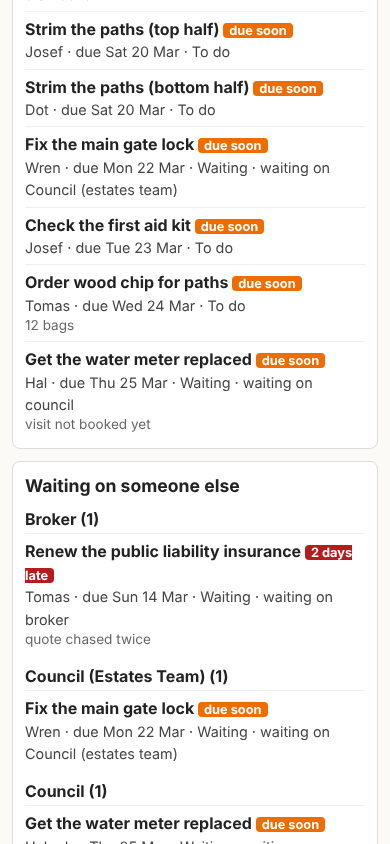 Strim the paths (top half) due soon
Josef · due Sat 20 Mar · To do
Strim the paths (bottom half) due soon
Dot · due Sat 20 Mar · To do
Fix the main gate lock due soon
Wren · due Mon 22 Mar · Waiting · waiting on
Council (estates team)
Check the first aid kit due soon
Josef · due Tue 23 Mar · To do
Order wood chip for paths due soon
Tomas · due Wed 24 Mar · To do
12 bags
Get the water meter replaced due soon
Hal · due Thu 25 Mar · Waiting · waiting on
council
visit not booked yet
Waiting on someone else
Broker (1)
Renew the public liability insurance 2 days
late
Tomas · due Sun 14 Mar · Waiting · waiting on
broker
quote chased twice
Council (Estates Team) (1)
Fix the main gate lock due soon
Wren · due Mon 22 Mar · Waiting · waiting on
Council (estates team)
Council (1)
Get the water meter replaced due soon